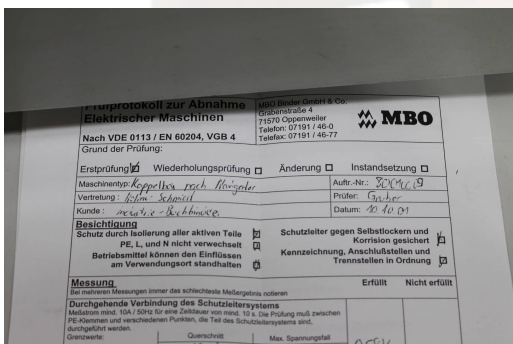 Prüfprotokoll zur Abnahme
Elektrischer Maschinen
Nach VDE 0113 / EN 60204, VGB 4
MBO Binder GmbH & Co.
Grabenstraße 4
71570 Oppenweiler
Telefon: 07191 / 46-0
Telefax: 07191 / 46-77
MBO
Grund der Prüfung:
Erstprüfung Wiederholungsprüfung Änderung Instandsetzung
Maschinentyp: nach
Auftr.-Nr.:
Vertretung : Schmid
Prüfer: Gruber
Kunde :
Datum: 10 10 01
Besichtigung
Schutz durch Isolierung aller aktiven Teile
PE, L, und N nicht verwechselt
Betriebsmittel können den Einflüssen
am Verwendungsort standhalten
Schutzleiter gegen Selbstlockern und
Korrision gesichert
Kennzeichnung, Anschlußstellen und
Trennstellen in Ordnung
Messung
Erfüllt Nicht erfüllt
Bei mehreren Messungen immer das schlechteste Meßergebnis notieren
Durchgehende Verbindung des Schutzleitersystems
Meßstrom mind. 10A / 50Hz für eine Zeitdauer von mind. 10 s. Die Prüfung muß zwischen
PE-Klemmen und verschiedenen Punkten, die Teil des Schutzleitersystems sind,
durchgeführt werden.
Grenzwerte: Querschnitt Max. Spannungsfall